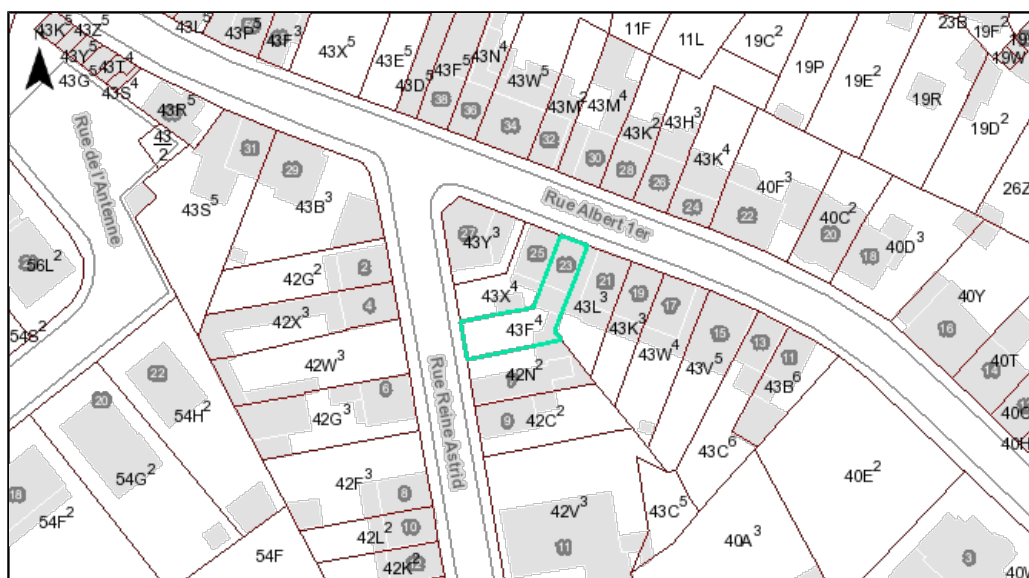 43K⁵ 43Z⁵ 43L⁵ 43P⁵ 43F³ 43X⁵ 43E⁵ 43D⁵ 43F⁵ 43N⁴ 11F 11L 19C² 19P 19E² 23B 19F² 19W
43Y⁵ 43T⁴ 43G⁵ 43S⁴ 43R⁵ 38 36 43W⁵ 34 43M² 32 43M⁴ 30 43K² 28 43H³ 26 19R 19D²
Rue de l'Antenne
43/2
31 29 43S⁵ 43B³
43K⁴ 24 40F³ 22 40C² 20 18 40D³ 26Z
Rue Albert 1er
27 43Y³ 25 23 21 19 17 15 13 11
56L² 54S²
2 42G² 4 42X³ 42W³ 6 42G³
43X⁴ 43F⁴ 43L³ 43K³ 43W⁴ 43V⁵ 43B⁶
40Y 16 40T 14
42N² 9 42C²
Rue Reine Astrid
22 54H² 20 54G² 18 54F² 54F
42F³ 8 42L² 10 42K²
42V³ 11 43C⁵ 43C⁶ 40A³ 40E² 3